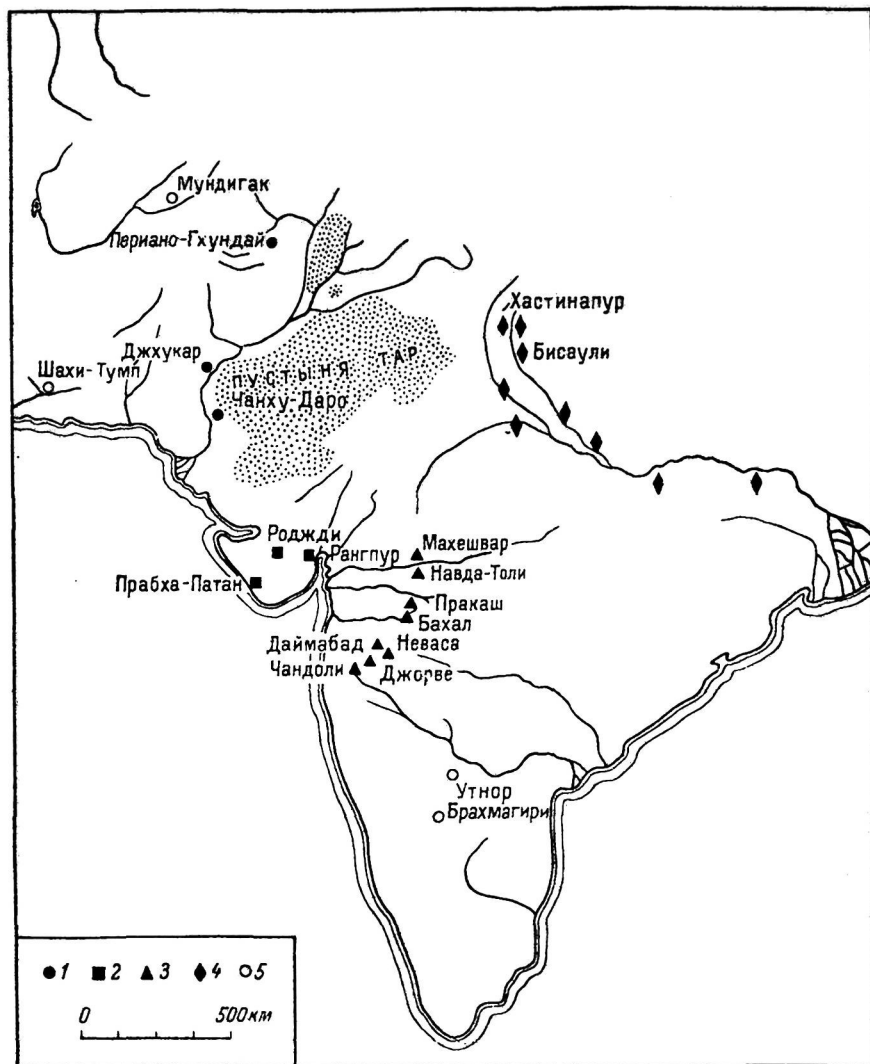 Мундигак
Периано-Гхундай
Хастинапур
Бисаули
Джхукар
Шахи-Тумп
ПУСТЫНЯ ТАР
Чанху-Даро
Роджди
Рангпур
Махешвар
Прабха-Патан
Навда-Толи
Пракаш
Бахал
Даймабад
Неваса
Чандоли
Джорве
Утнор
Брахмагири
1 2 3 4 5
0 500км